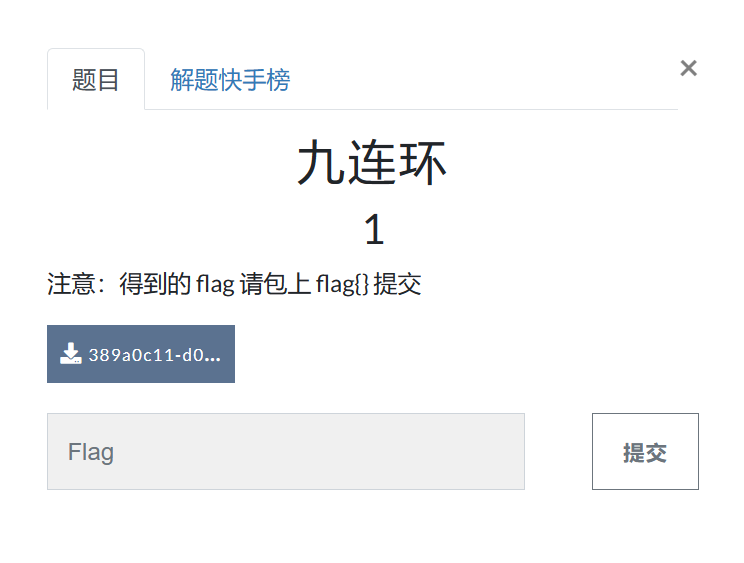 题目 解题快手榜 ×
九连环
1
注意：得到的 flag 请包上 flag{} 提交
389a0c11-d0...
Flag 提交